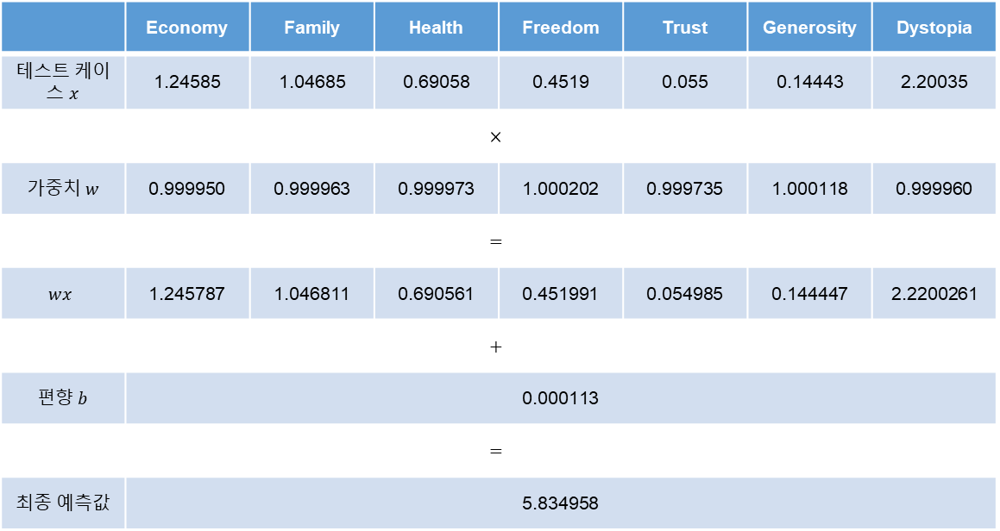 Economy Family Health Freedom Trust Generosity Dystopia
테스트 케이
스 x 1.24585 1.04685 0.69058 0.4519 0.055 0.14443 2.20035
×
가중치 w 0.999950 0.999963 0.999973 1.000202 0.999735 1.000118 0.999960
=
wx 1.245787 1.046811 0.690561 0.451991 0.054985 0.144447 2.2200261
+
편향 b 0.000113
=
최종 예측값 5.834958